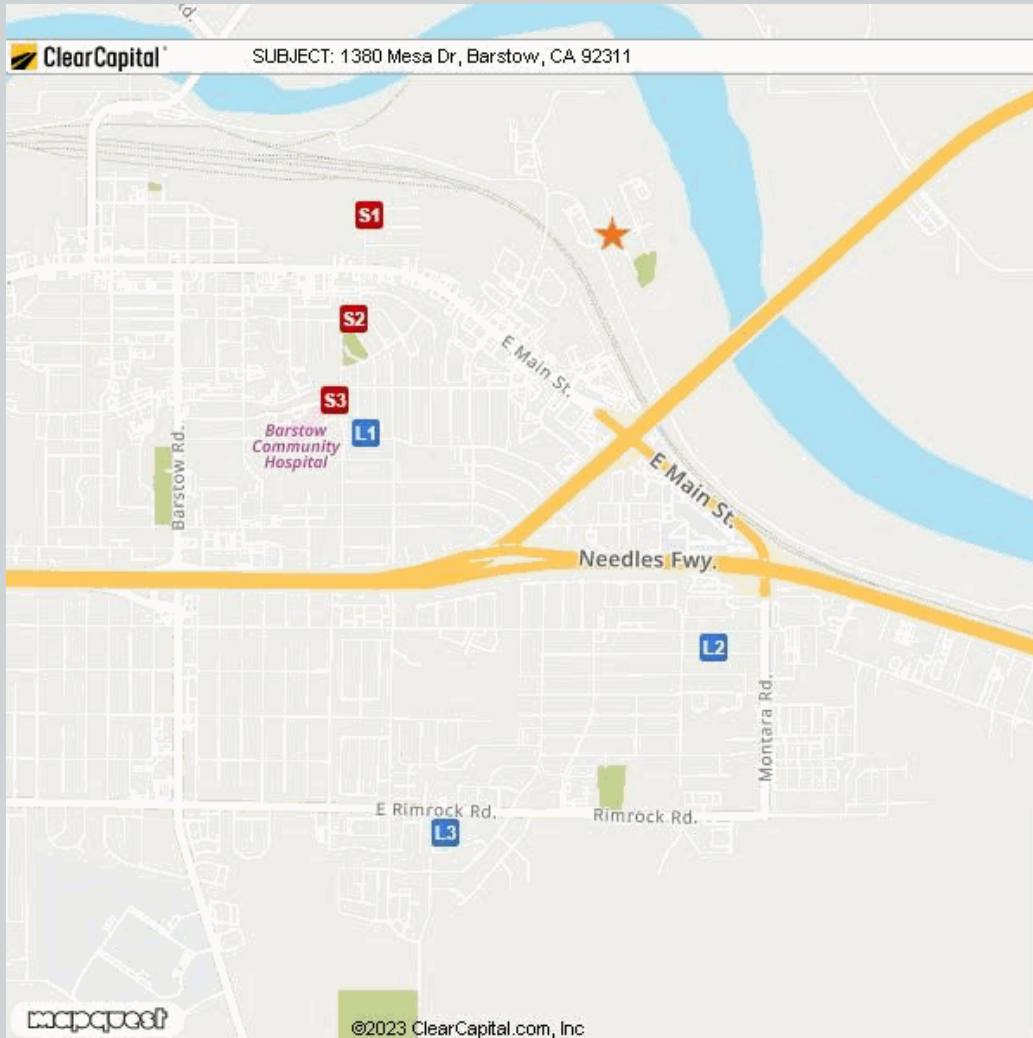 Rd.
ClearCapital
SUBJECT: 1380 Mesa Dr, Barstow, CA 92311
S1
S2
E Main St.
S3
L1
Barstow
Community
Hospital
Barstow Rd.
E Main St.
Needles Fwy.
L2
Montara Rd.
E Rimrock Rd.
Rimrock Rd.
L3
mapquest
©2023 ClearCapital.com, Inc